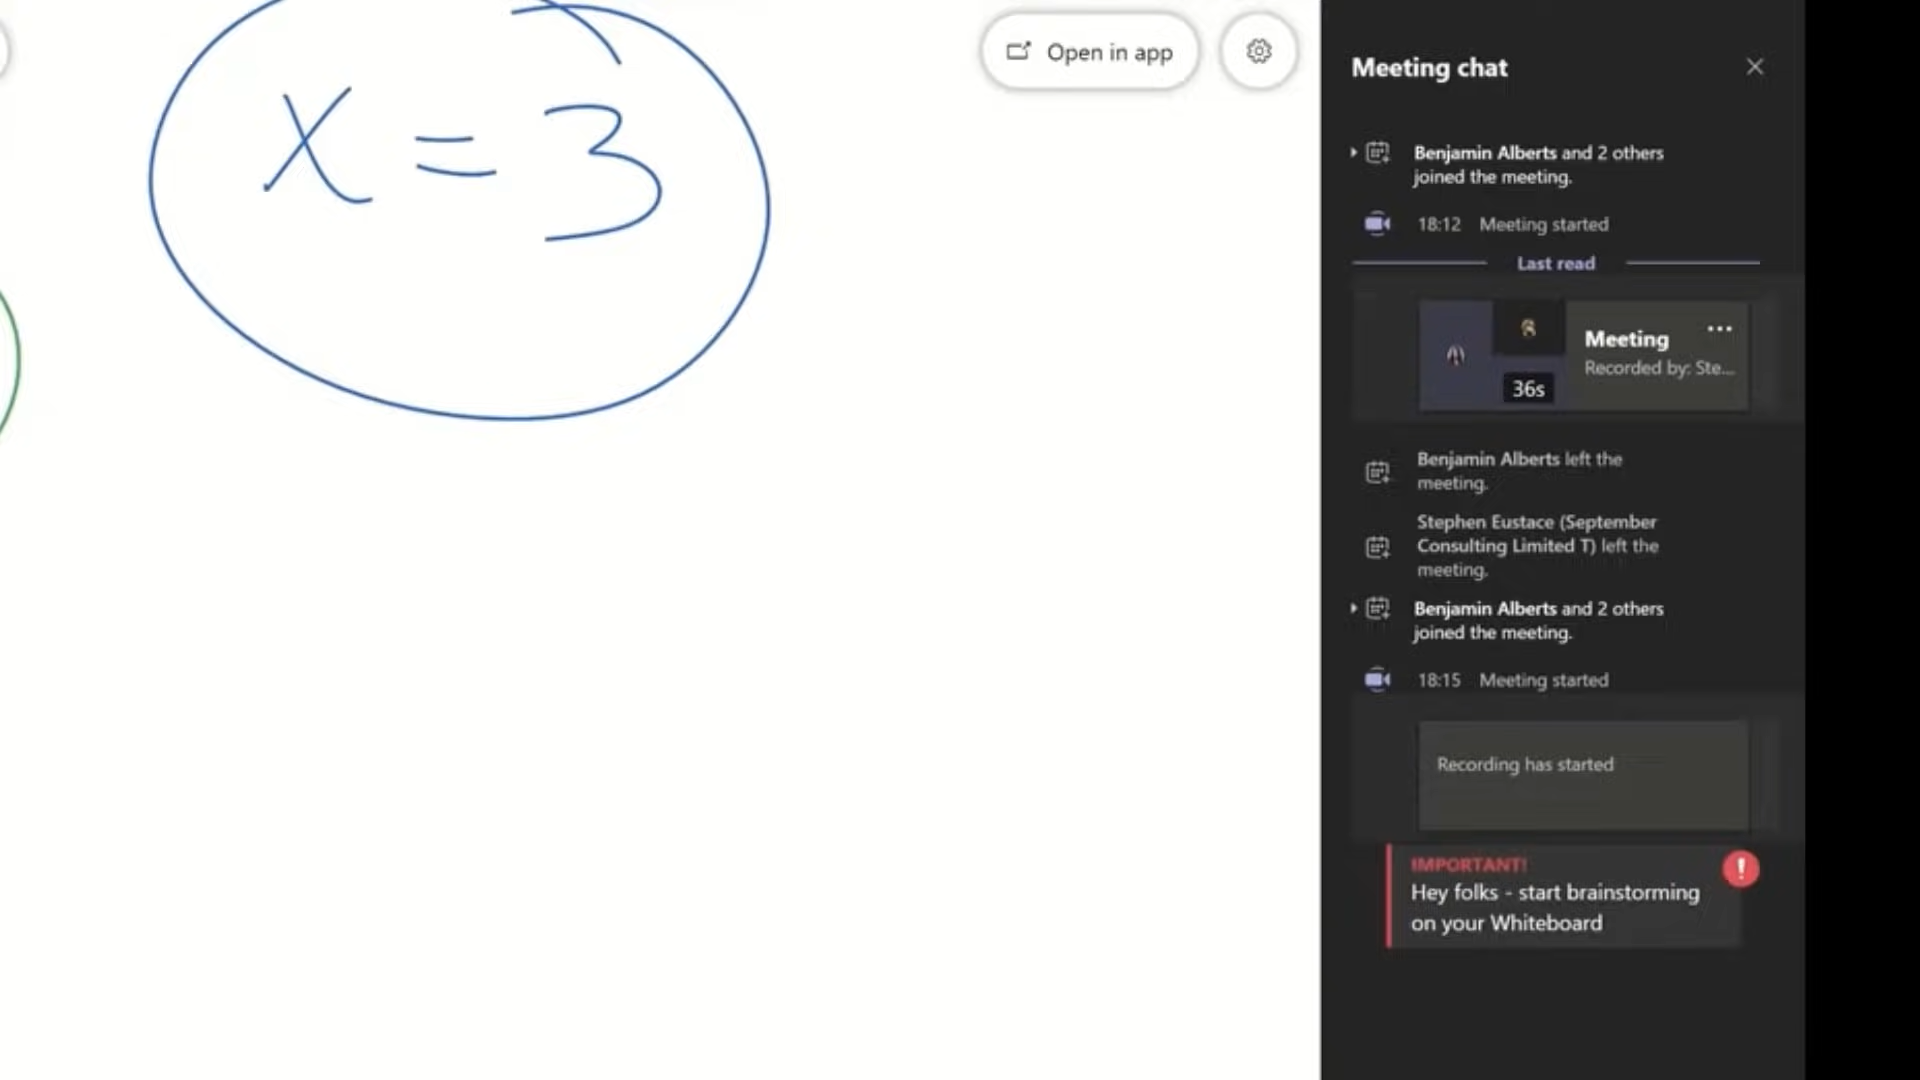 x = 3
Open in app
Meeting chat
Benjamin Alberts and 2 others
joined the meeting.
18:12 Meeting started
Last read
Meeting
Recorded by: Ste...
36s
Benjamin Alberts left the
meeting.
Stephen Eustace (September
Consulting Limited T) left the
meeting.
Benjamin Alberts and 2 others
joined the meeting.
18:15 Meeting started
Recording has started
IMPORTANT!
Hey folks - start brainstorming
on your Whiteboard